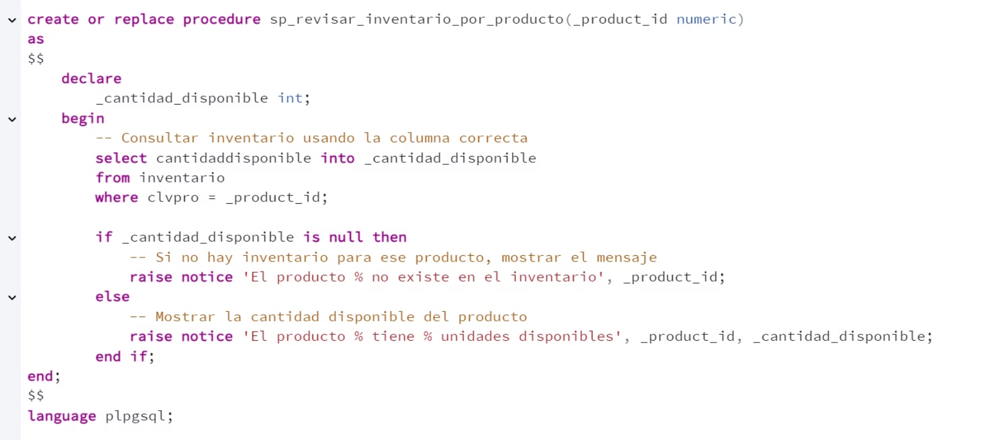 create or replace procedure sp_revisar_inventario_por_producto(_product_id numeric)
as
$$
declare
_cantidad_disponible int;
begin
-- Consultar inventario usando la columna correcta
select cantidaddisponible into _cantidad_disponible
from inventario
where clvpro = _product_id;
if _cantidad_disponible is null then
-- Si no hay inventario para ese producto, mostrar el mensaje
raise notice 'El producto % no existe en el inventario', _product_id;
else
-- Mostrar la cantidad disponible del producto
raise notice 'El producto % tiene % unidades disponibles', _product_id, _cantidad_disponible;
end if;
end;
$$
language plpgsql;